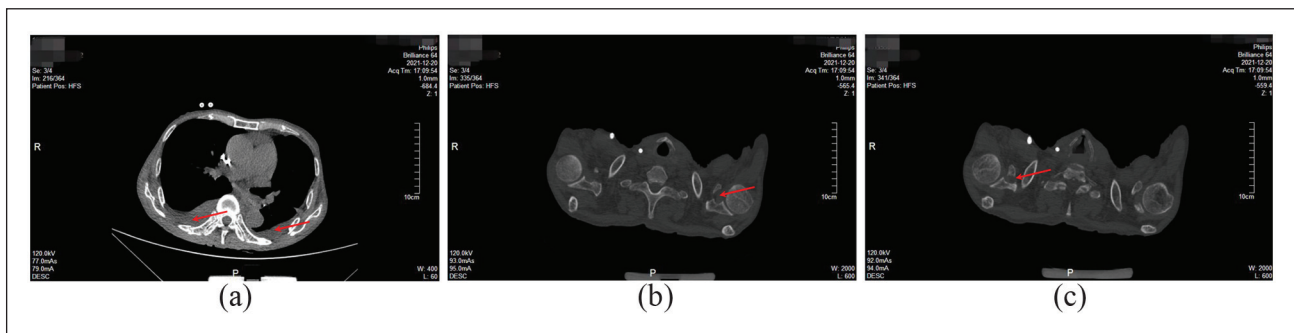 Philips
Brilliance 64
2021-12-20
Acq Tm: 17:09:54
1.0mm
-684.4
Z: 1
Se: 3/4
Im: 216/364
Patient Pos: HFS
R
10cm
120.0kV
77.0mAs
79.0mA
DESC
P
W: 400
L: 60
(a)
Philips
Brilliance 64
2021-12-20
Acq Tm: 17:09:54
1.0mm
-565.4
Z: 1
Se: 3/4
Im: 335/364
Patient Pos: HFS
R
10cm
120.0kV
93.0mAs
95.0mA
DESC
P
W: 2000
L: 600
(b)
Philips
Brilliance 64
2021-12-20
Acq Tm: 17:09:54
1.0mm
-559.4
Z: 1
Se: 3/4
Im: 341/364
Patient Pos: HFS
R
10cm
120.0kV
92.0mAs
94.0mA
DESC
P
W: 2000
L: 600
(c)